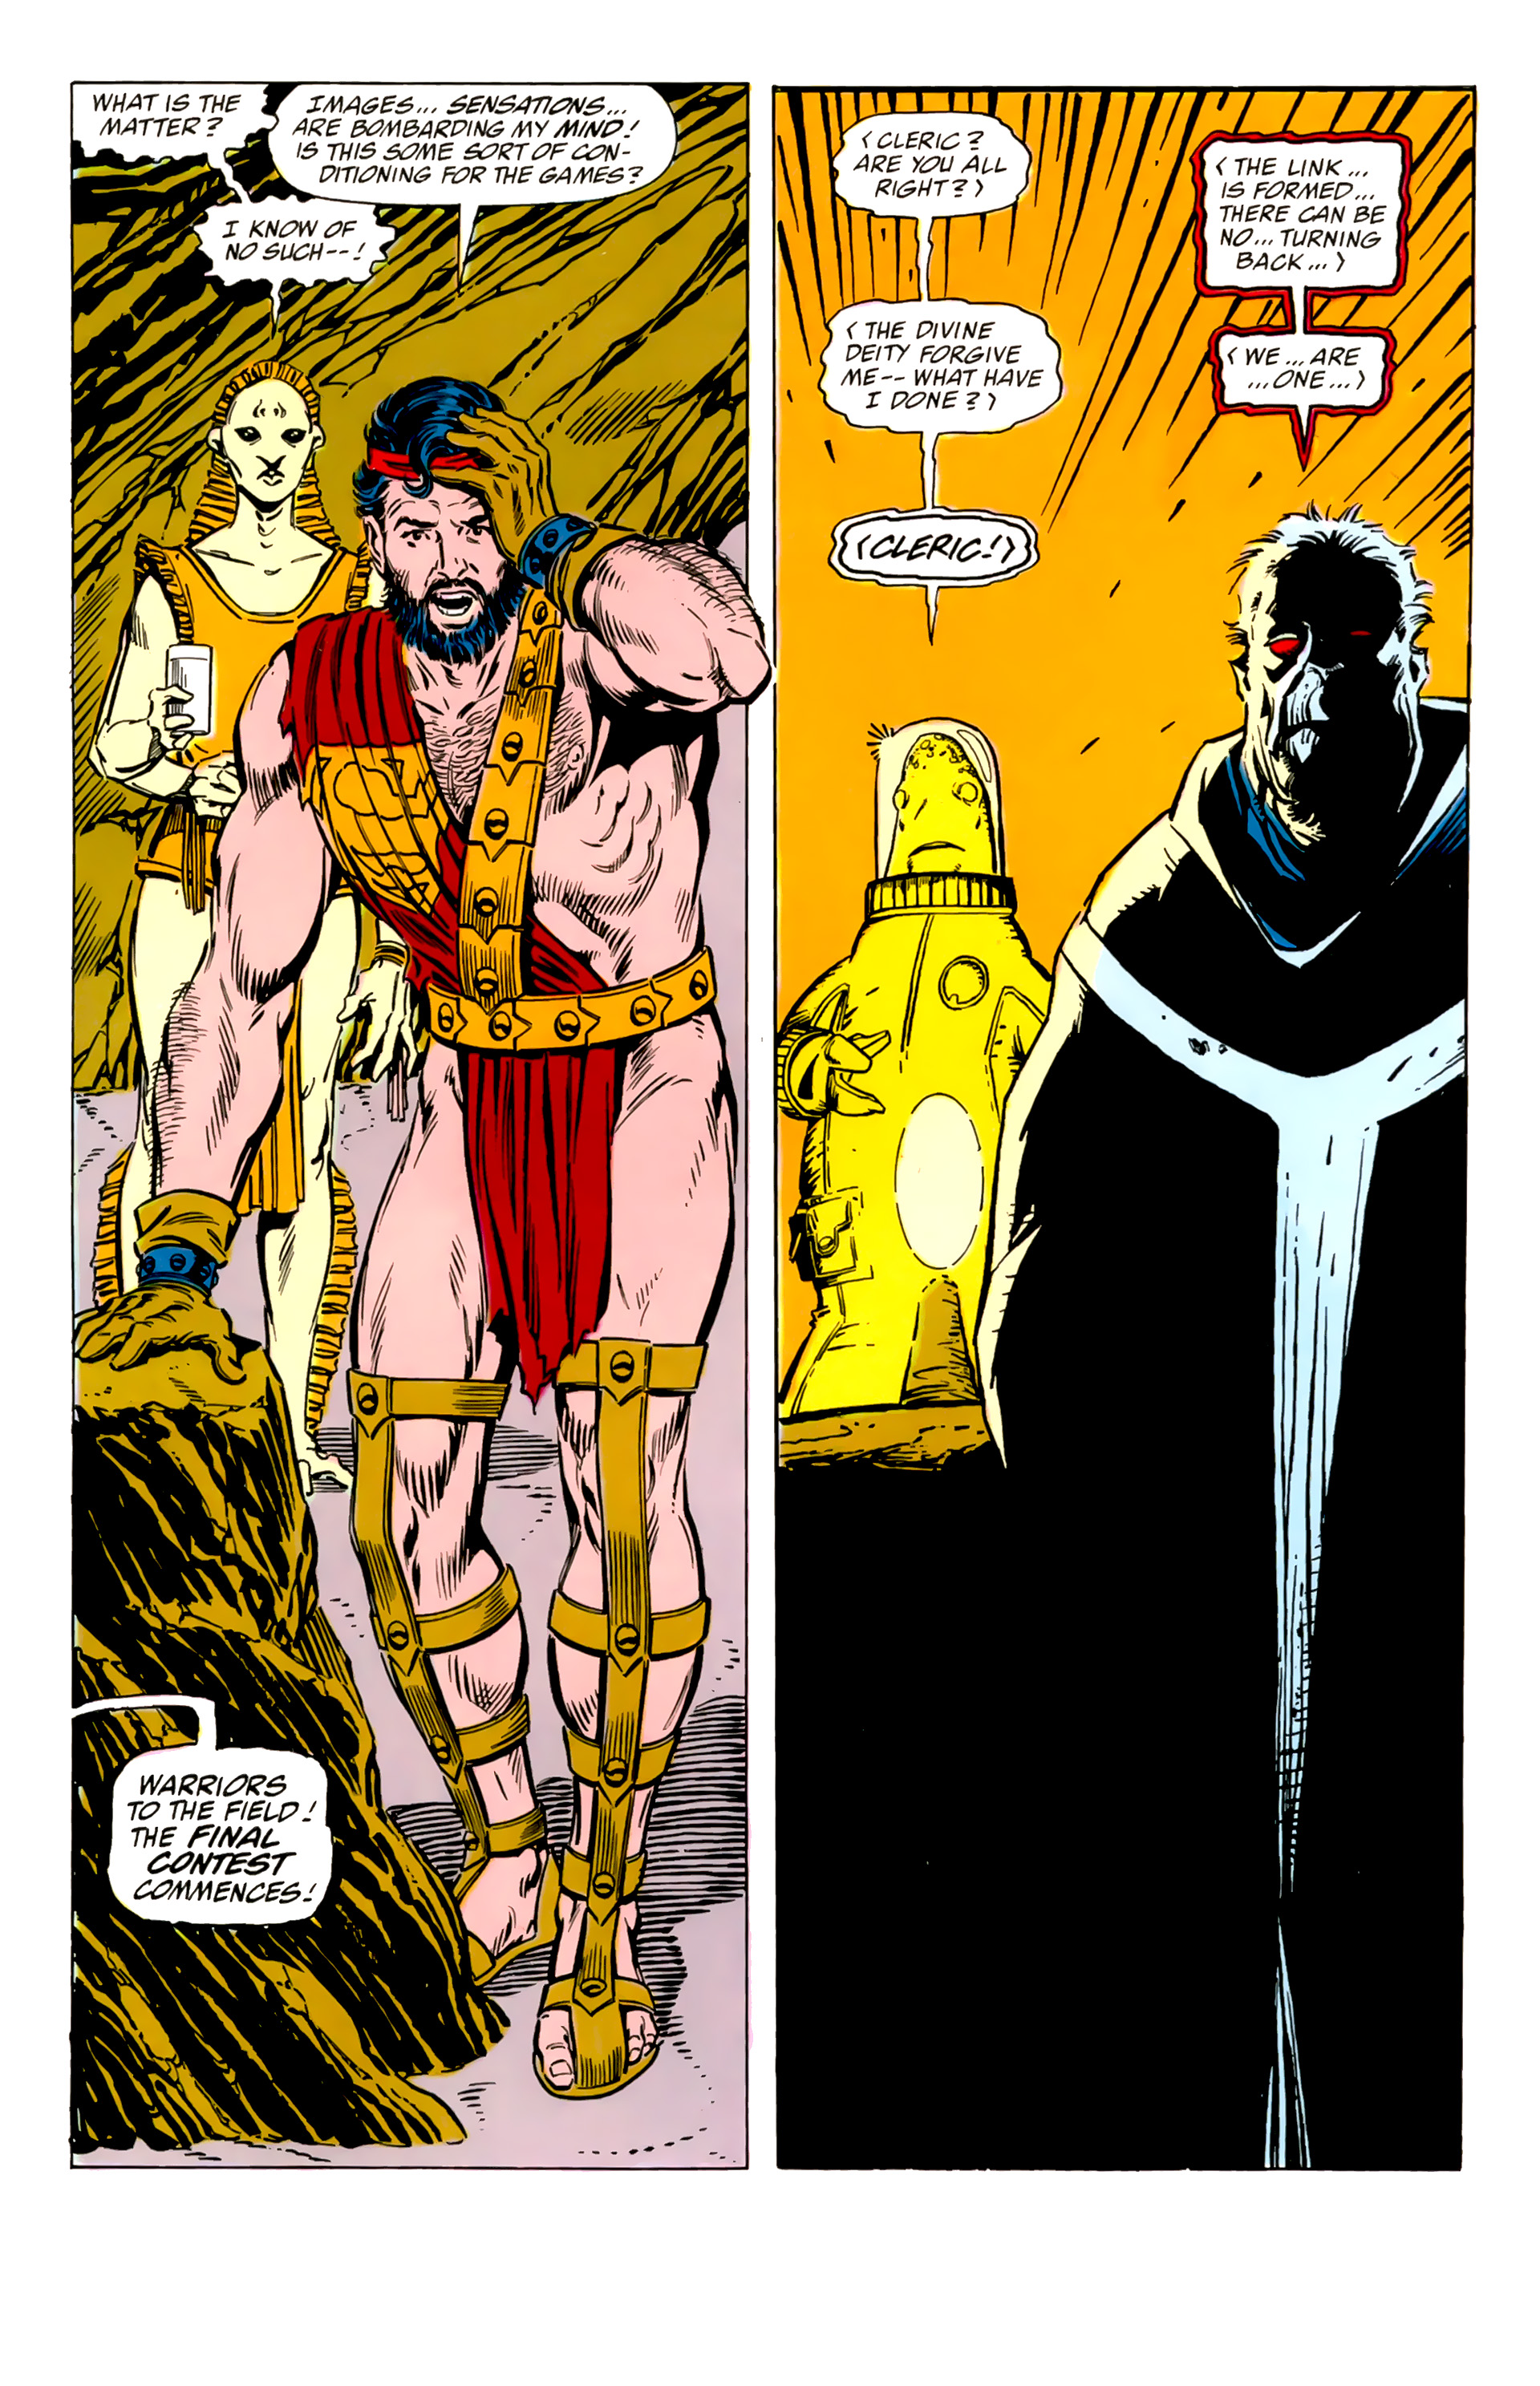 WHAT IS THE
MATTER?
IMAGES... SENSATIONS...
ARE BOMBARDING MY MIND!
IS THIS SOME SORT OF CON-
DITIONING FOR THE GAMES?
I KNOW OF
NO SUCH--!
WARRIORS
TO THE FIELD!
THE FINAL
CONTEST
COMMENCES!
<CLERIC?
ARE YOU ALL
RIGHT?>
<THE DIVINE
DEITY FORGIVE
ME-- WHAT HAVE
I DONE?>
<CLERIC!>
<THE LINK...
IS FORMED...
THERE CAN BE
NO... TURNING
BACK...>
<WE... ARE
...ONE...>